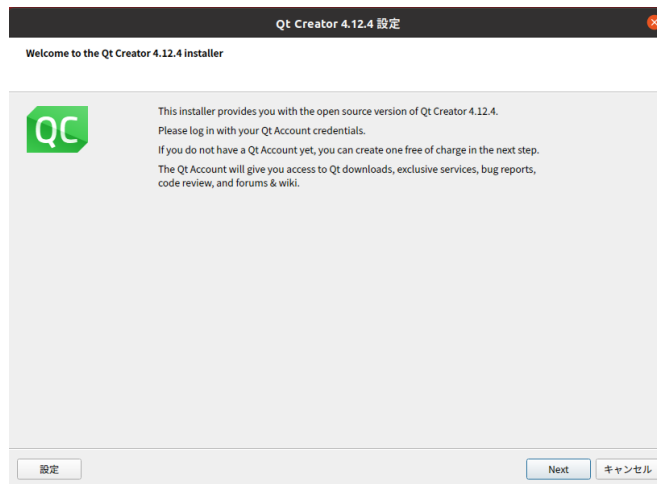 Qt Creator 4.12.4 設定
Welcome to the Qt Creator 4.12.4 installer
QC
This installer provides you with the open source version of Qt Creator 4.12.4.
Please log in with your Qt Account credentials.
If you do not have a Qt Account yet, you can create one free of charge in the next step.
The Qt Account will give you access to Qt downloads, exclusive services, bug reports,
code review, and forums & wiki.
設定
Next
キャンセル